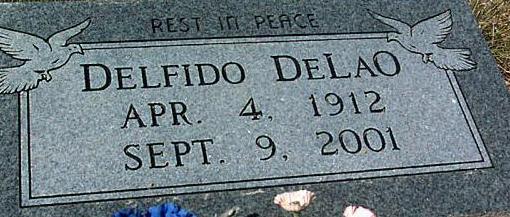 REST IN PEACE
DELFIDO DELAO
APR. 4, 1912
SEPT. 9, 2001